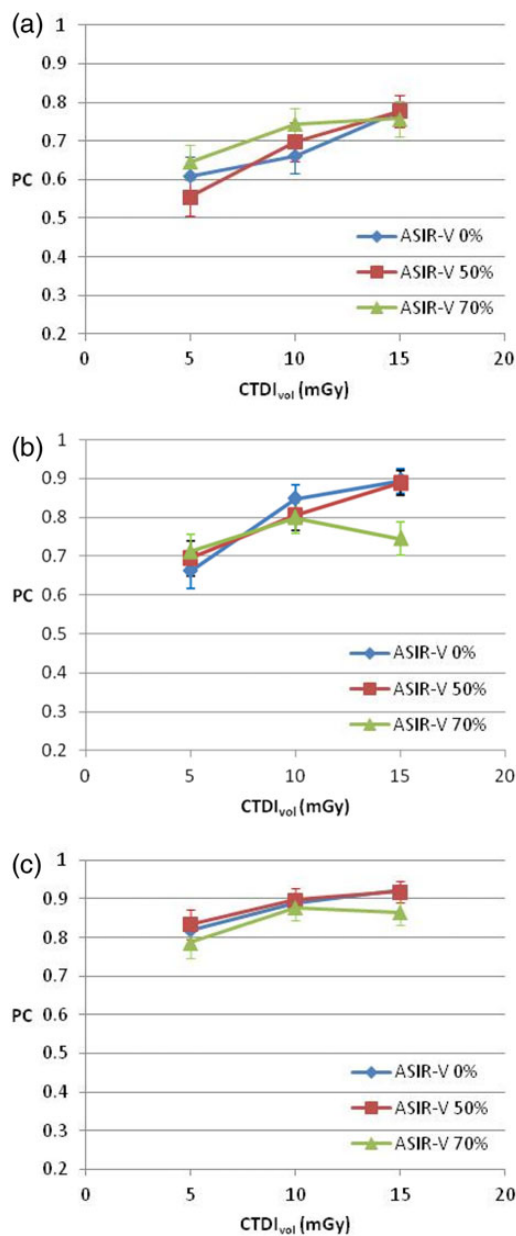 (a)
1
0.9
0.8
0.7
PC 0.6
0.5
0.4
0.3
0.2
ASIR-V 0%
ASIR-V 50%
ASIR-V 70%
0 5 10 15 20
CTDIvol (mGy)
(b)
1
0.9
0.8
0.7
PC 0.6
0.5
0.4
0.3
0.2
ASIR-V 0%
ASIR-V 50%
ASIR-V 70%
0 5 10 15 20
CTDIvol (mGy)
(c)
1
0.9
0.8
0.7
PC 0.6
0.5
0.4
0.3
0.2
ASIR-V 0%
ASIR-V 50%
ASIR-V 70%
0 5 10 15 20
CTDIvol (mGy)